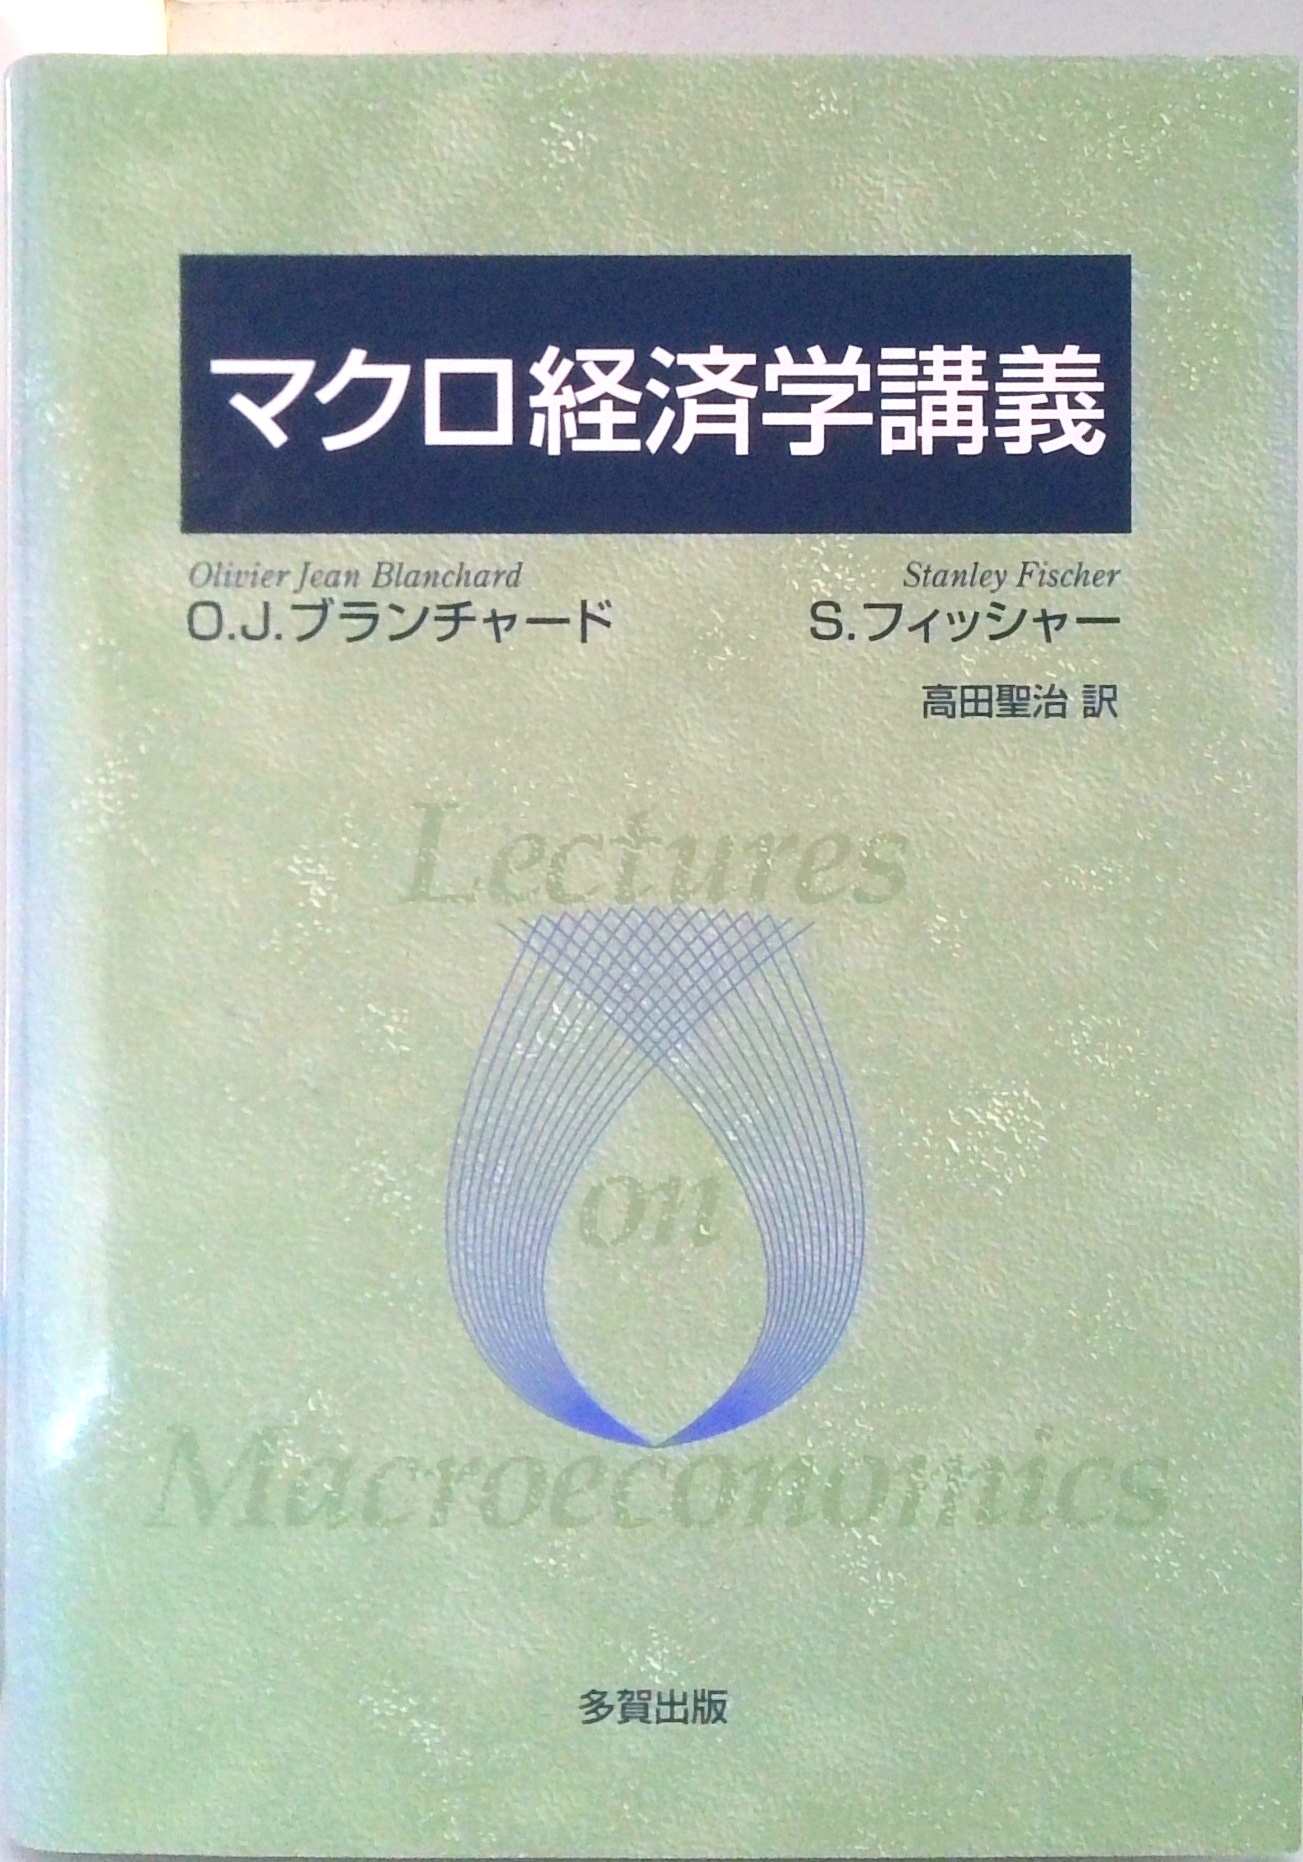 マクロ経済学講義
Olivier Jean Blanchard
Stanley Fischer
O.J.ブランチャード
S.フィッシャー
高田聖治 訳
Lectures
on
Macroeconomics
多賀出版